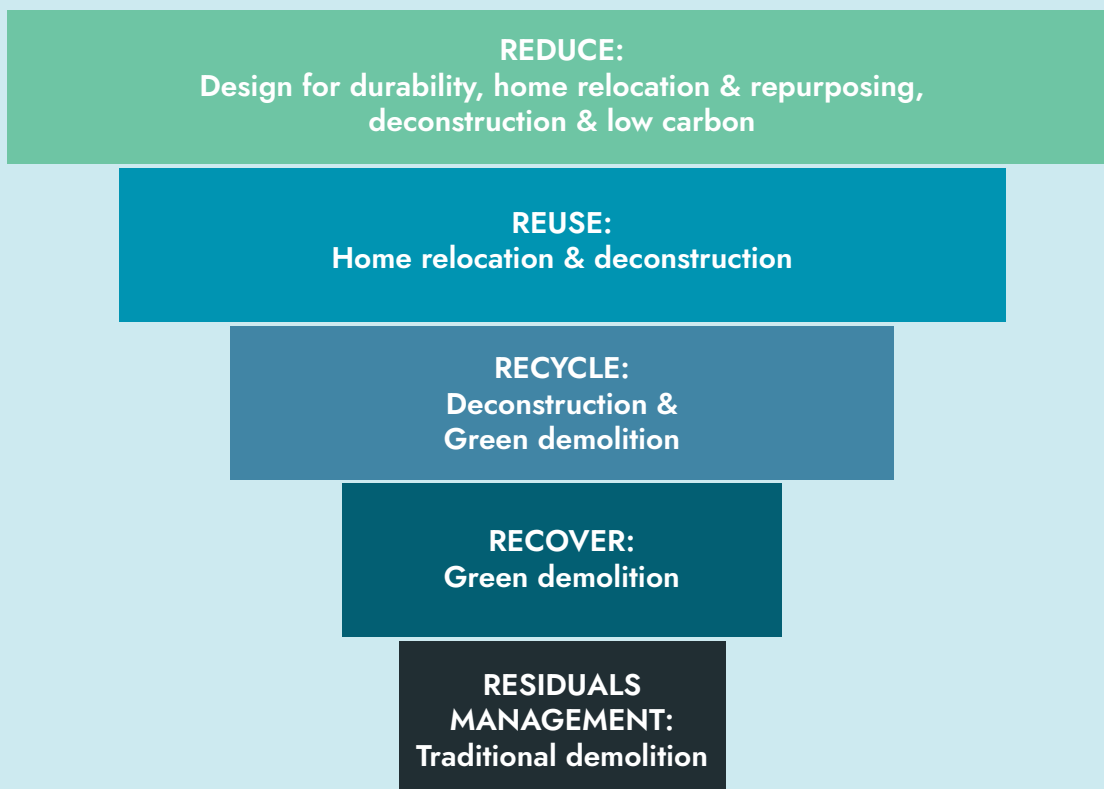 REDUCE:
Design for durability, home relocation & repurposing,
deconstruction & low carbon
REUSE:
Home relocation & deconstruction
RECYCLE:
Deconstruction &
Green demolition
RECOVER:
Green demolition
RESIDUALS
MANAGEMENT:
Traditional demolition